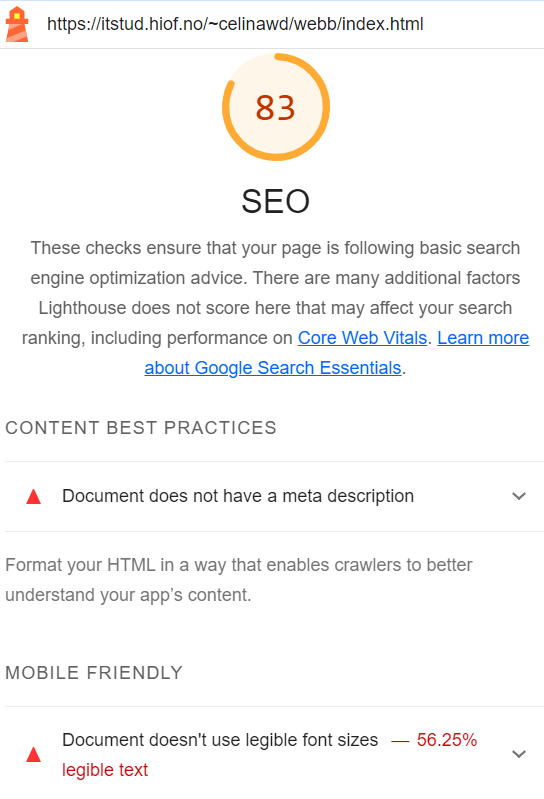 https://itstud.hiof.no/~celinawd/webb/index.html
83
SEO
These checks ensure that your page is following basic search
engine optimization advice. There are many additional factors
Lighthouse does not score here that may affect your search
ranking, including performance on Core Web Vitals. Learn more
about Google Search Essentials.
CONTENT BEST PRACTICES
Document does not have a meta description
Format your HTML in a way that enables crawlers to better
understand your app’s content.
MOBILE FRIENDLY
Document doesn't use legible font sizes — 56.25%
legible text